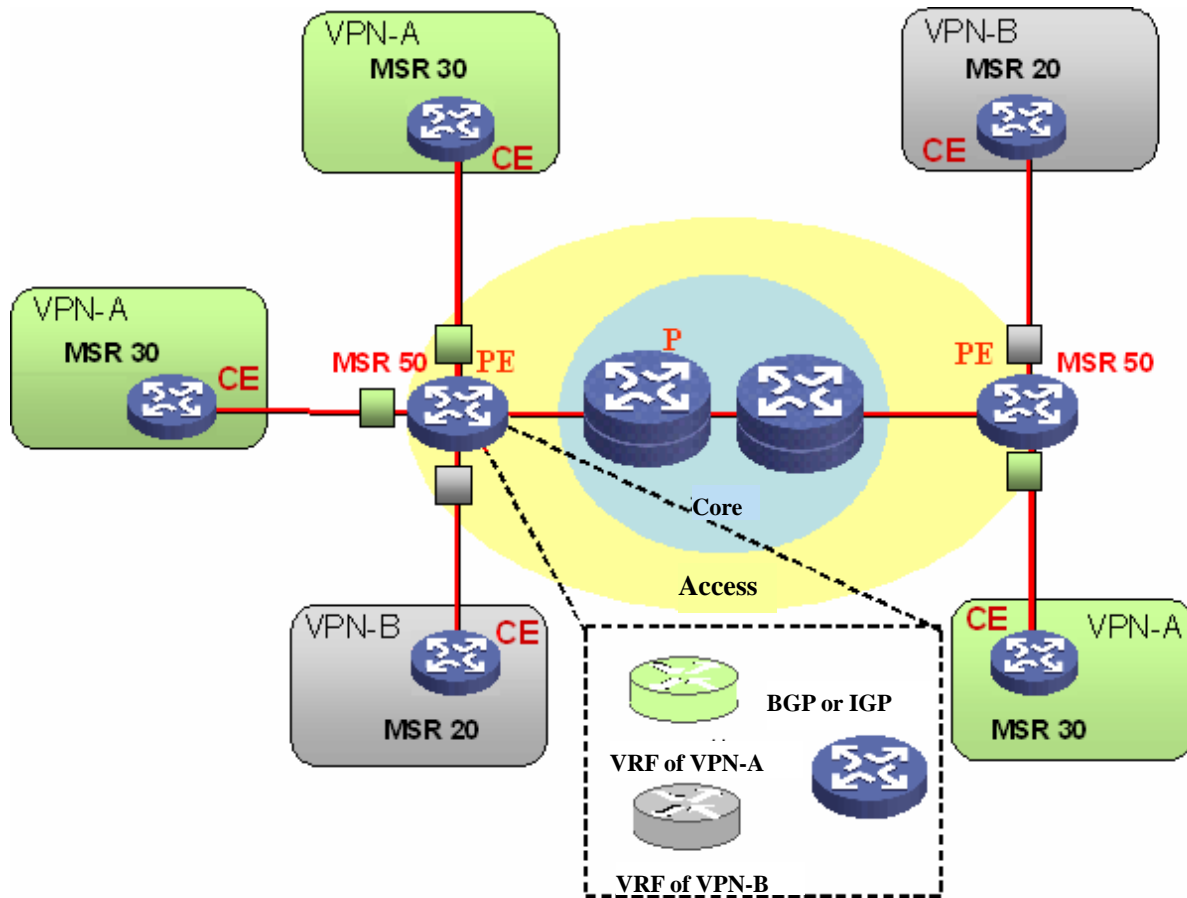 VPN-A
MSR 30
CE
VPN-B
MSR 20
CE
VPN-A
MSR 30
CE
MSR 50
PE
P
PE
MSR 50
Core
Access
VPN-B
CE
MSR 20
CE
VPN-A
MSR 30
BGP or IGP
VRF of VPN-A
VRF of VPN-B